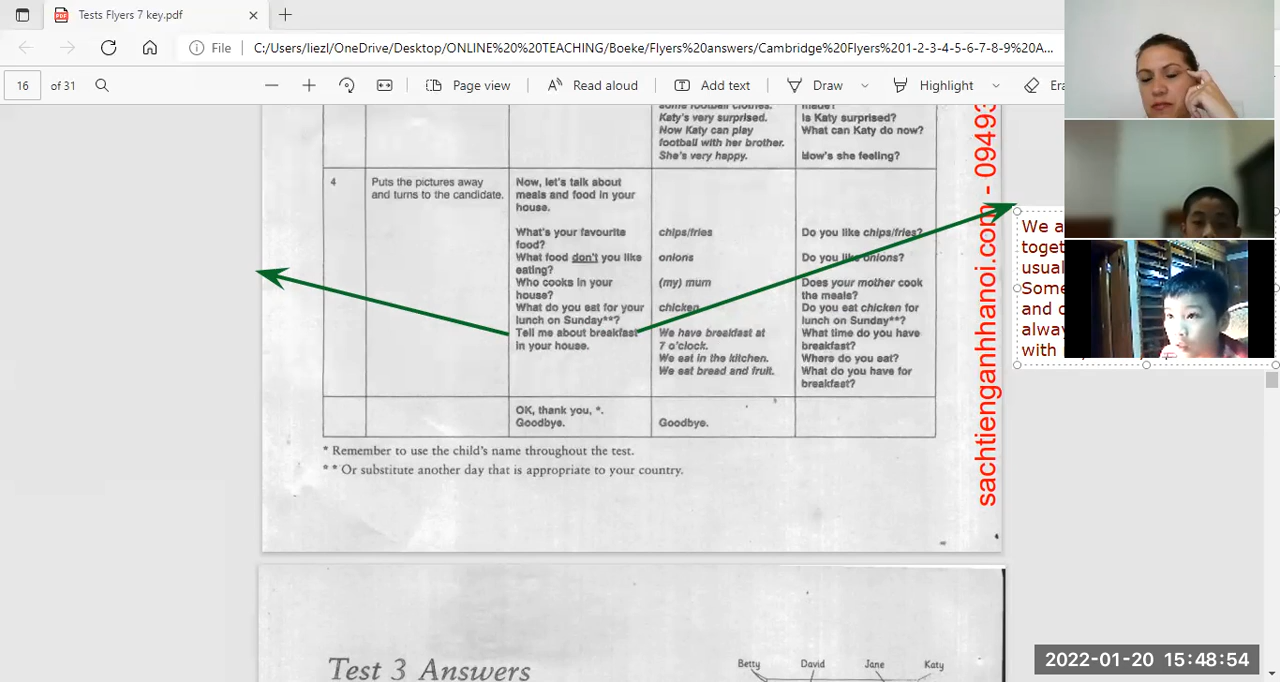 Tests Flyers 7 key.pdf
File
C:/Users/liezl/OneDrive/Desktop/ONLINE%20%20TEACHING/Boeke/Flyers%20answers/Cambridge%20Flyers%201-2-3-4-5-6-7-8-9%20A...
16 of 31
Page view
Read aloud
Add text
Draw
Highlight
some football clothes.
Katy's very surprised.
Now Katy can play
football with her brother.
She's very happy.
made?
Is Katy surprised?
What can Katy do now?
How's she feeling?
4
Puts the pictures away
and turns to the candidate.
Now, let's talk about
meals and food in your
house.
What's your favourite
food?
What food don't you like
eating?
Who cooks in your
house?
What do you eat for your
lunch on Sunday**?
Tell me about breakfast
in your house.
chips/fries
onions
(my) mum
chicken
We have breakfast at
7 o'clock.
We eat in the kitchen.
We eat bread and fruit.
Do you like chips/fries?
Do you like onions?
Does your mother cook
the meals?
Do you eat chicken for
lunch on Sunday**?
What time do you have
breakfast?
Where do you eat?
What do you have for
breakfast?
OK, thank you, *.
Goodbye.
Goodbye.
* Remember to use the child's name throughout the test.
** Or substitute another day that is appropriate to your country.
sachtienganhhanoi.com - 09493
We
with
Test 3 Answers
Betty David Jane Katy
2022-01-20 15:48:54